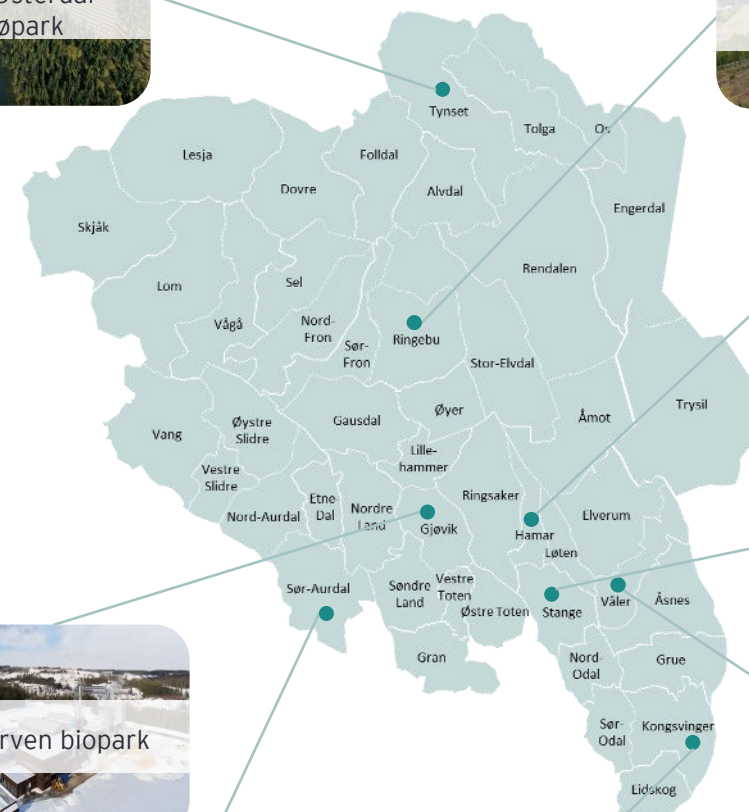 øpark
Tynset
Tolga
Os
Lesja
Folldal
Dovre
Alvdal
Engerdal
Skjåk
Rendalen
Lom
Sel
Vågå
Nord-
Fron
Sør-
Fron
Ringebu
Stor-Elvdal
Trysil
Øyer
Åmot
Gausdal
Øystre
Slidre
Vang
Lille-
hammer
Vestre
Slidre
Etne-
Dal
Nordre
Land
Ringsaker
Nord-Aurdal
Gjøvik
Elverum
Hamar
Løten
Sør-Aurdal
Søndre
Land
Vestre
Toten
Østre Toten
Stange
Våler
Åsnes
Gran
Nord-
Odal
Grue
Sør-
Odal
Kongsvinger
rven biopark
Lidskog